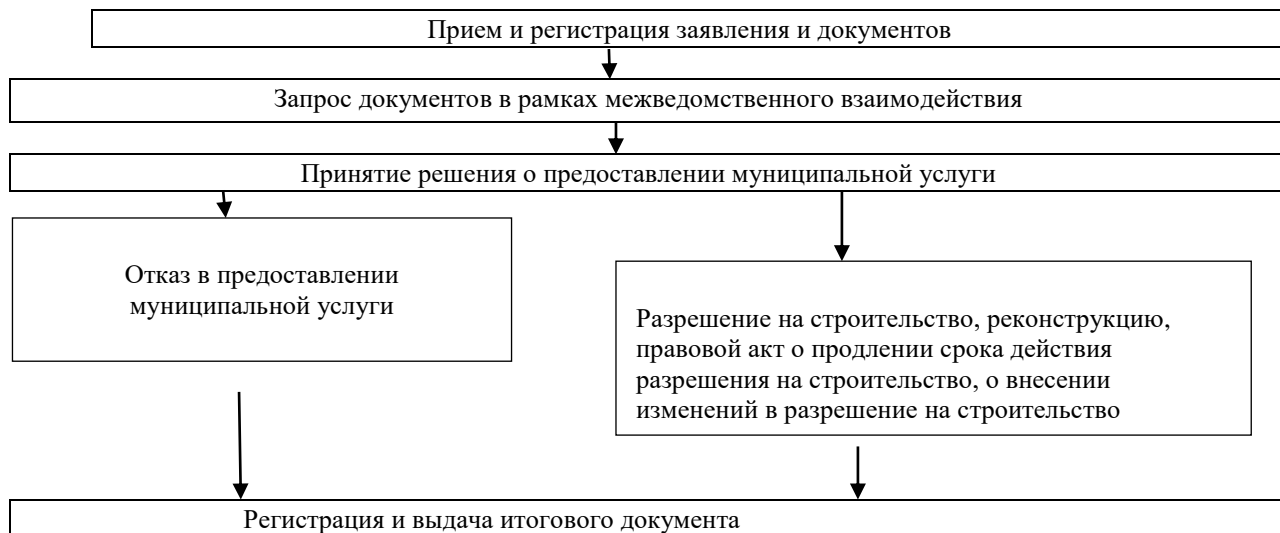 Прием и регистрация заявления и документов
Запрос документов в рамках межведомственного взаимодействия
Принятие решения о предоставлении муниципальной услуги
Отказ в предоставлении
муниципальной услуги
Разрешение на строительство, реконструкцию,
правовой акт о продлении срока действия
разрешения на строительство, о внесении
изменений в разрешение на строительство
Регистрация и выдача итогового документа